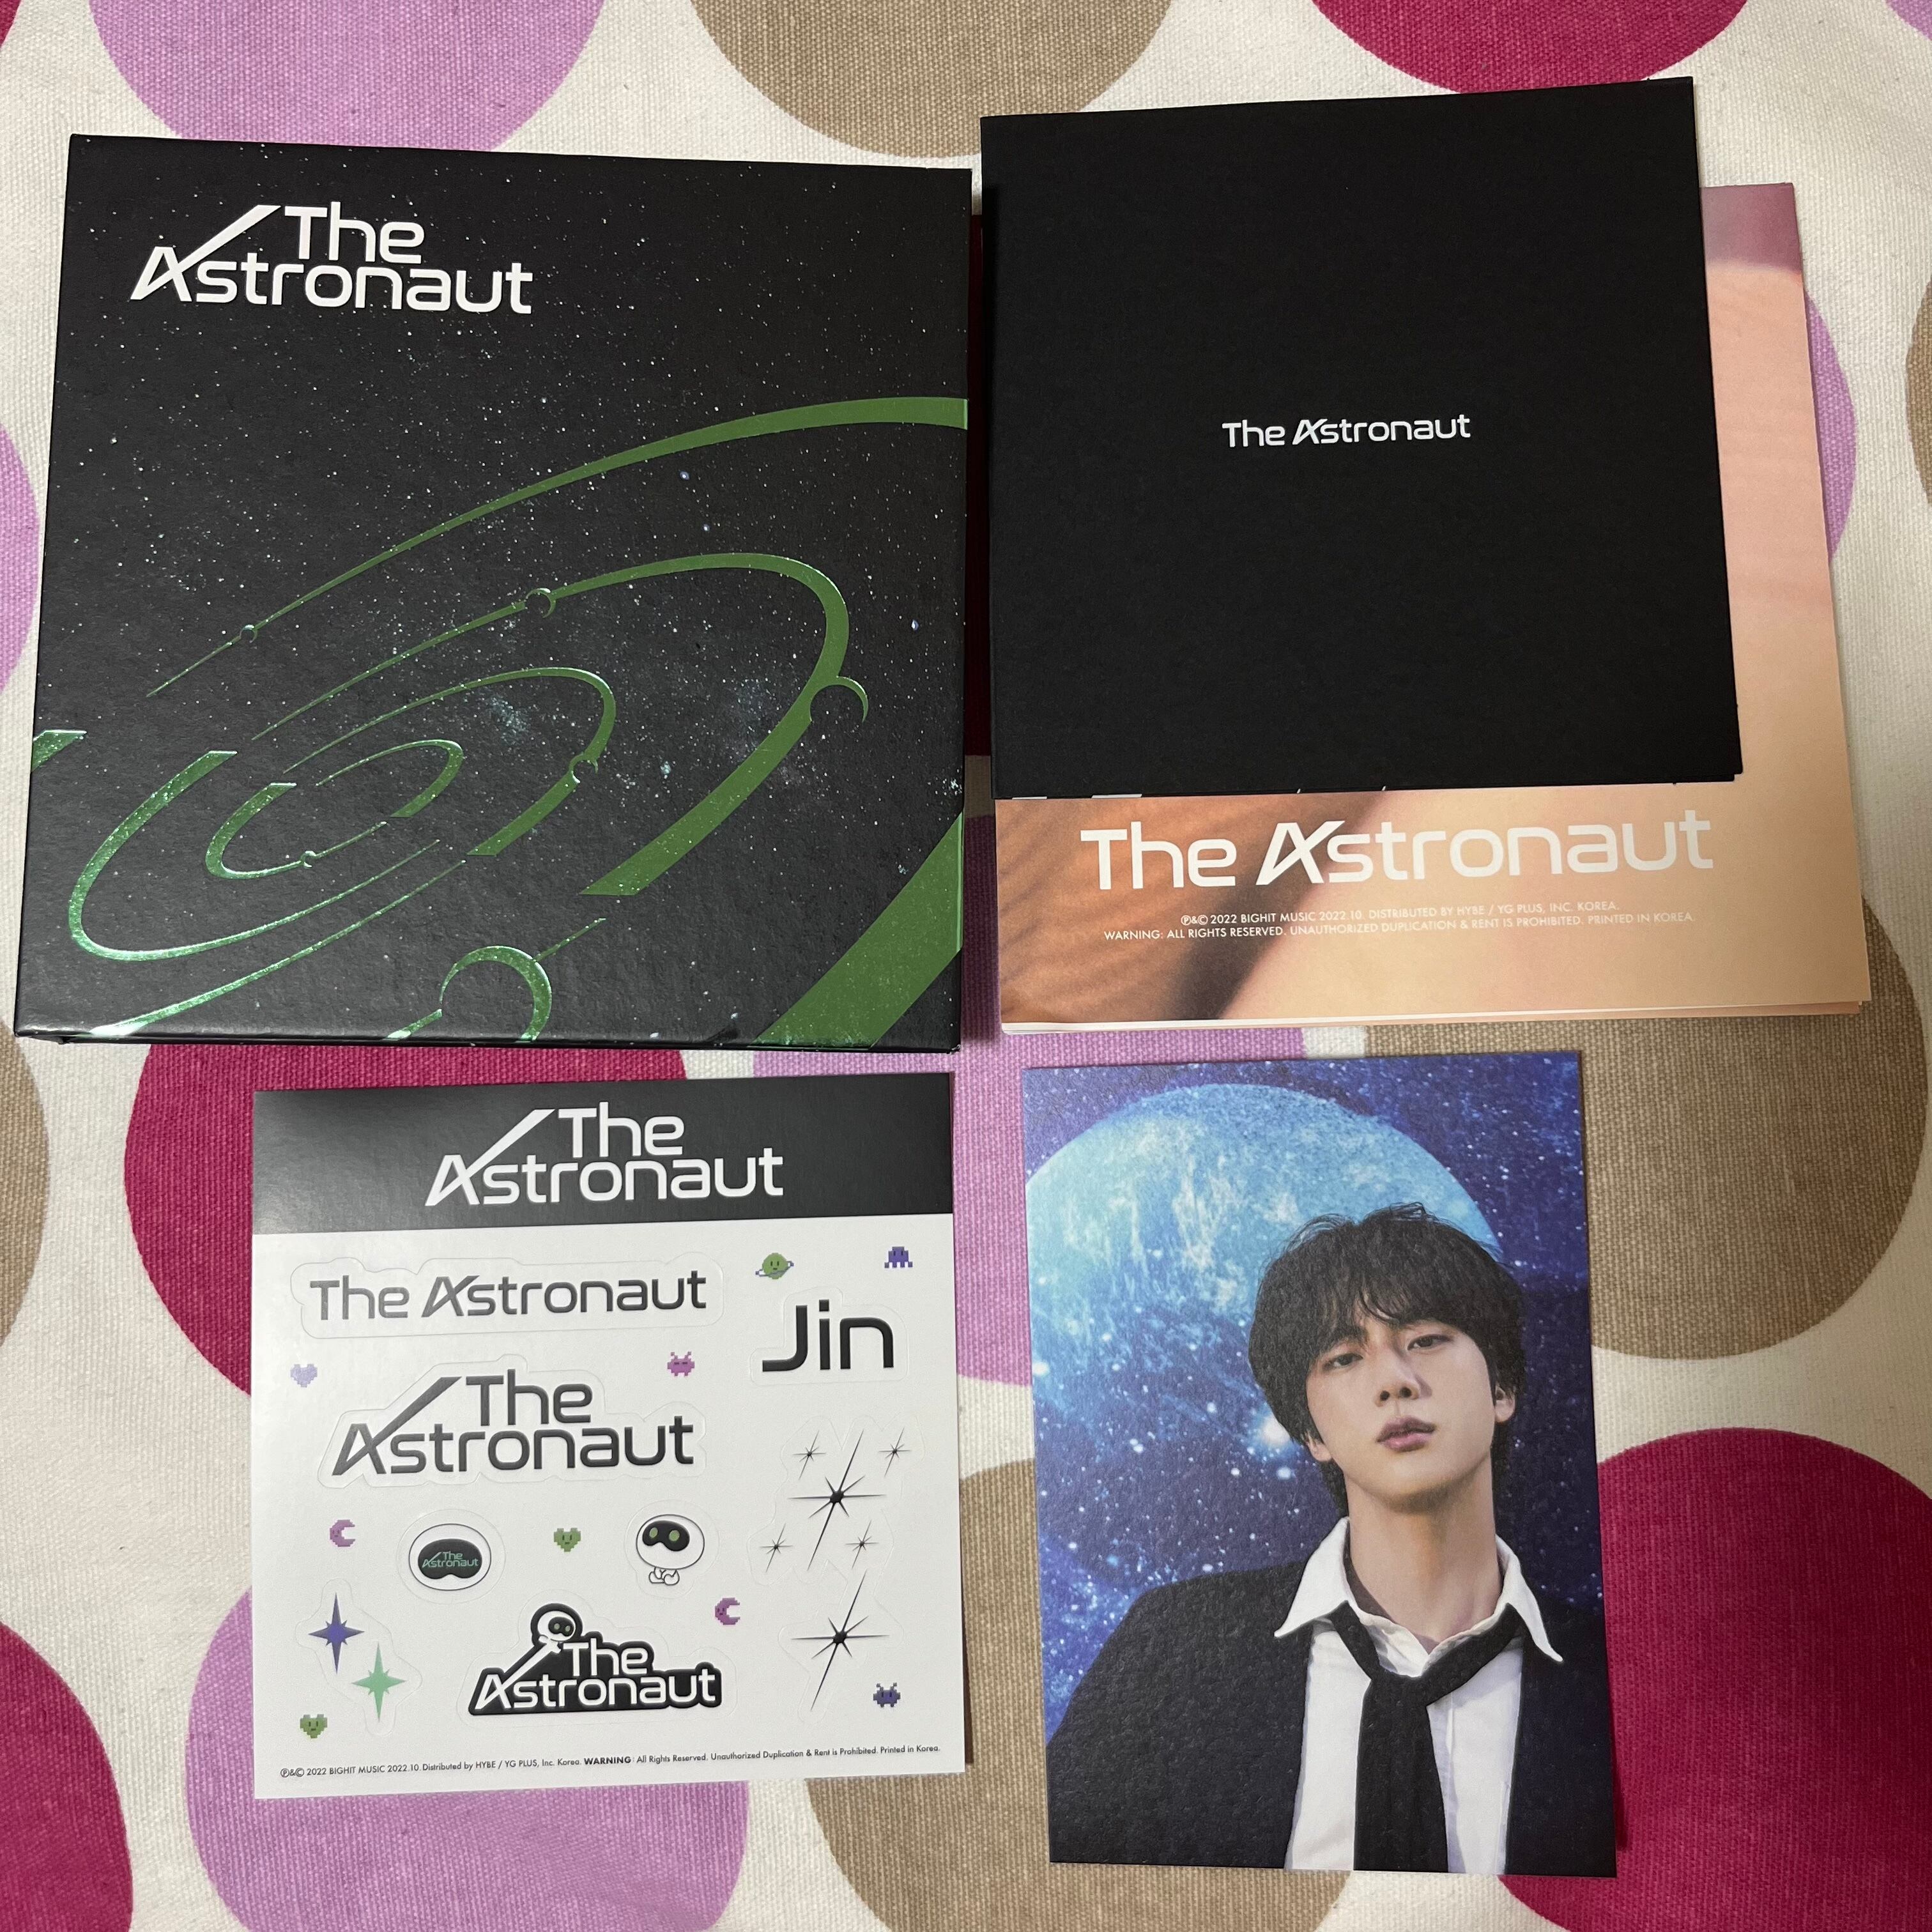 The
Astronaut
The Astronaut
The Astronaut
℗&© 2022 BIGHIT MUSIC 2022.10. DISTRIBUTED BY HYBE / YG PLUS, INC. KOREA.
WARNING: ALL RIGHTS RESERVED. UNAUTHORIZED DUPLICATION & RENT IS PROHIBITED. PRINTED IN KOREA.
The
Astronaut
The Astronaut
Jin
The
Astronaut
The
Astronaut
The
Astronaut
℗&© 2022 BIGHIT MUSIC 2022.10. Distributed by HYBE / YG PLUS, Inc. Korea. WARNING: All Rights Reserved. Unauthorized Duplication & Rent is Prohibited. Printed in Korea.